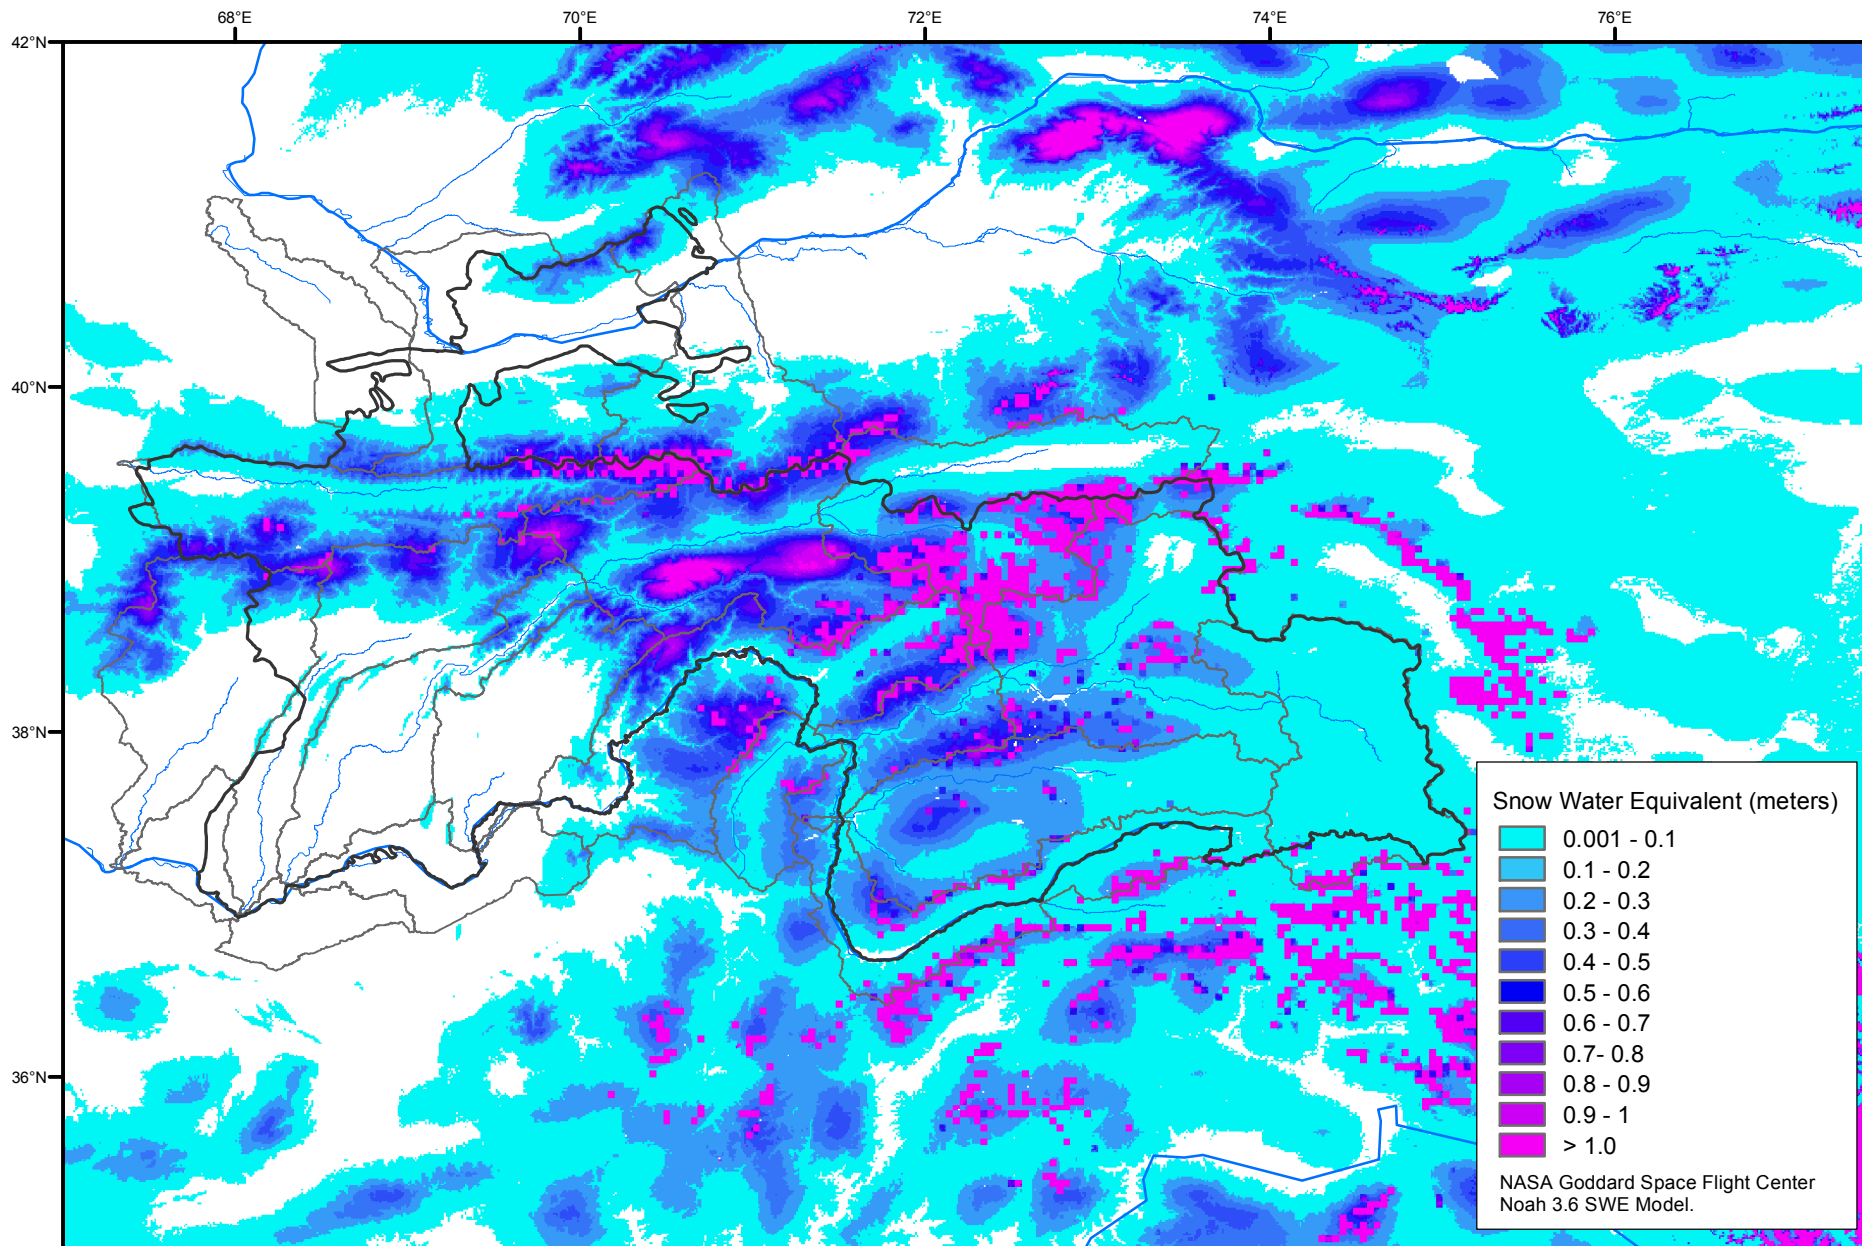 68°E 70°E 72°E 74°E 76°E
42°N
40°N
38°N
36°N
Snow Water Equivalent (meters)
0.001 - 0.1
0.1 - 0.2
0.2 - 0.3
0.3 - 0.4
0.4 - 0.5
0.5 - 0.6
0.6 - 0.7
0.7- 0.8
0.8 - 0.9
0.9 - 1
> 1.0
NASA Goddard Space Flight Center
Noah 3.6 SWE Model.